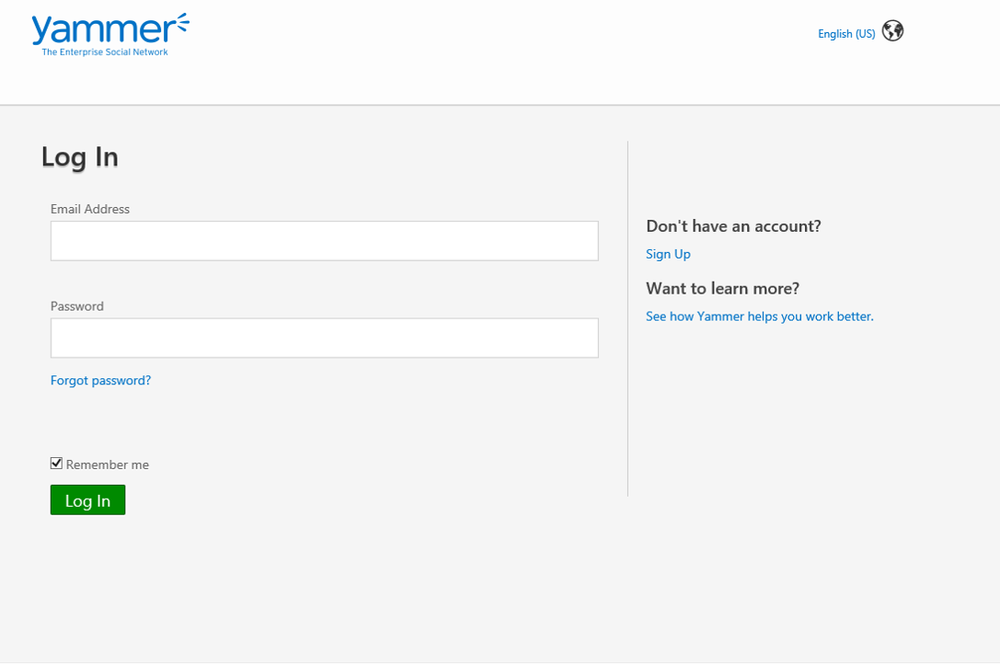 yammer
The Enterprise Social Network
English (US)
Log In
Email Address
Password
Forgot password?
Remember me
Log In
Don't have an account?
Sign Up
Want to learn more?
See how Yammer helps you work better.